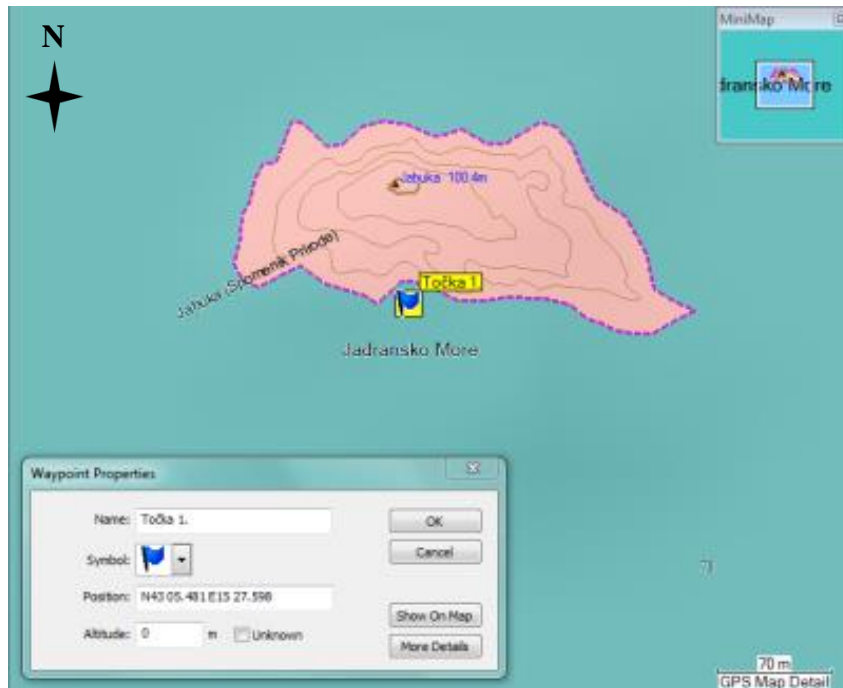 N
MiniMap
dransko More
Jabuka 100.4m
Jabuka (Spomenik Prirode)
Točka 1.
Jadransko More
Waypoint Properties
Name: Točka 1.
OK
Symbol:
Cancel
Position: N43 05.481 E15 27.598
Show On Map
Altitude: 0 m Unknown
More Details
70 m
GPS Map Detail